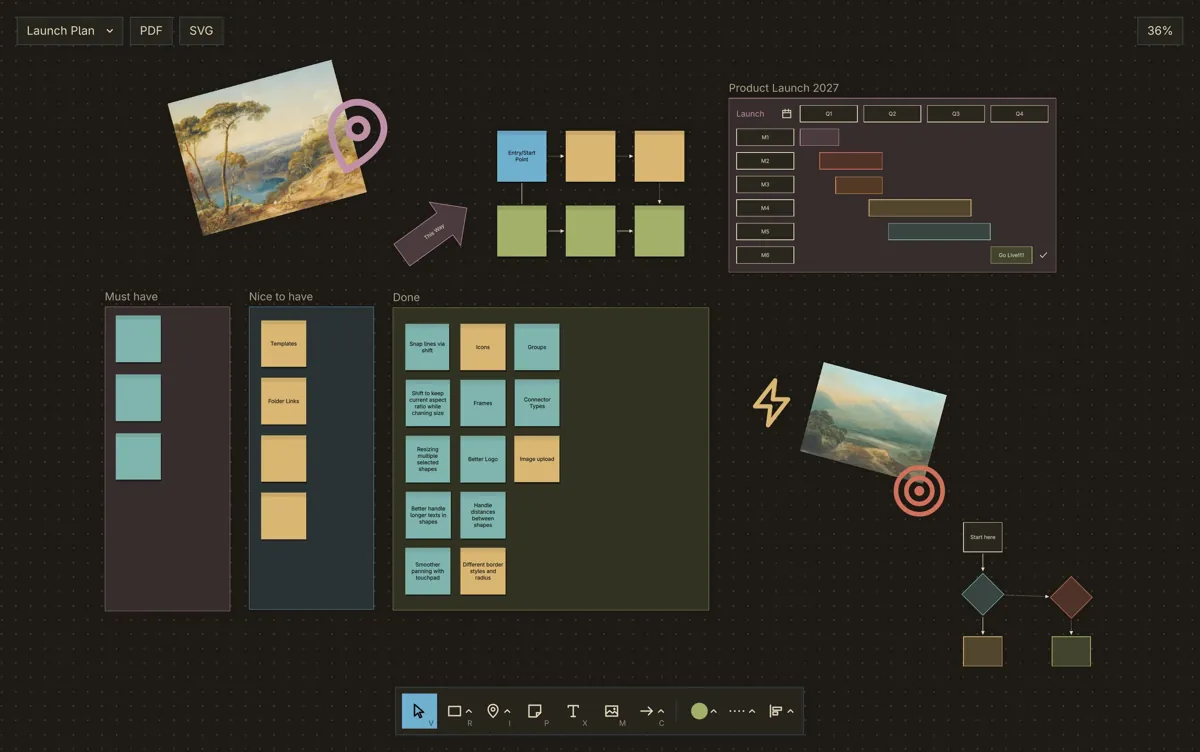 Launch Plan
PDF
SVG
36%
This Way
Entry/Start
Point
Product Launch 2027
Launch
Q1
Q2
Q3
Q4
M1
M2
M3
M4
M5
M6
Go Live!!!!
Must have
Nice to have
Templates
Folder Links
Done
Snap lines via
shift
Icons
Groups
Shift to keep
current aspect
ratio while
chaning size
Frames
Connector
Types
Resizing
multiple
selected
shapes
Better Logo
Image upload
Better handle
longer texts in
shapes
Handle
distances
between
shapes
Smoother
panning with
touchpad
Different border
styles and
radius
Start here
V
R
I
P
X
M
C